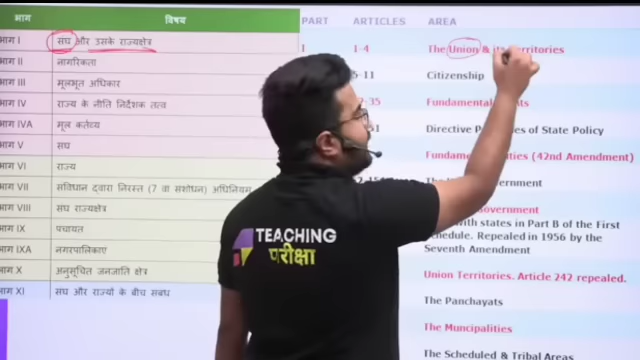 भाग विषय PART ARTICLES AREA
भाग I संघ और उसके राज्यक्षेत्र I 1-4 The Union & its Territories
भाग II नागरिकता 5-11 Citizenship
भाग III मूलभूत अधिकार -35 Fundamental
भाग IV राज्य के नीति निर्देशक तत्व Directive of State Policy
भाग IVA मूल कर्तव्य (42nd Amendment)
भाग V संघ
भाग VI राज्य
भाग VII संविधान द्वारा निरस्त (7 वा सशोधन) अधिनियम
with states in Part B of the First
Schedule. Repealed in 1956 by the
Seventh Amendment
भाग VIII संघ राज्यक्षेत्र
भाग IX पंचायत
भाग IXA नगरपालिकाएं
भाग X अनुसूचित जनजाति क्षेत्र
भाग XI संघ और राज्यों के बीच सबध
Union Territories. Article 242 repealed.
The Panchayats
The Muncipalities
The Scheduled & Tribal Areas
TEACHING
परीक्षा